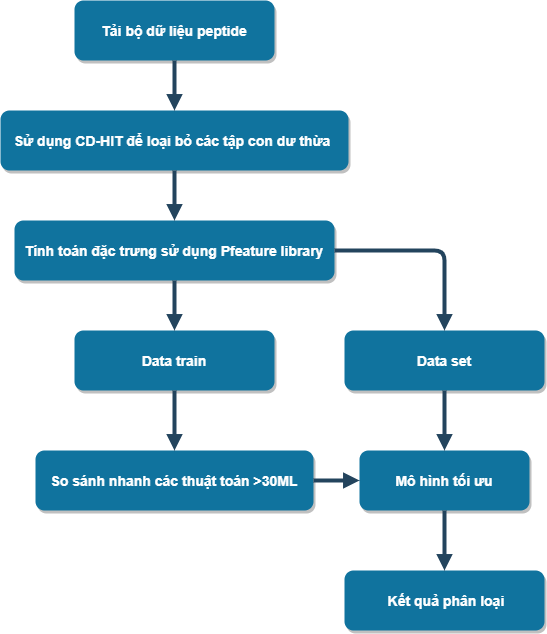 Tải bộ dữ liệu peptide
Sử dụng CD-HIT để loại bỏ các tập con dư thừa
Tính toán đặc trưng sử dụng Pfeature library
Data train
Data set
So sánh nhanh các thuật toán >30ML
Mô hình tối ưu
Kết quả phân loại